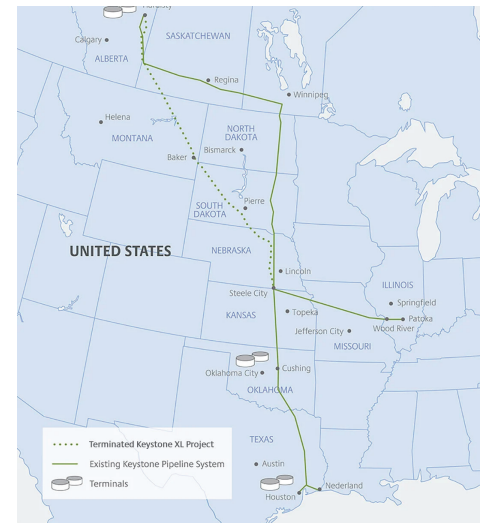 SASKATCHEWAN
Calgary
ALBERTA
Regina
Winnipeg
Helena
MONTANA
NORTH
DAKOTA
Bismarck
Baker
Pierre
SOUTH
DAKOTA
UNITED STATES
NEBRASKA
Lincoln
Steele City
ILLINOIS
Springfield
KANSAS
Topeka
Patoka
Wood River
Jefferson City
MISSOURI
Cushing
Oklahoma City
OKLAHOMA
TEXAS
Terminated Keystone XL Project
Existing Keystone Pipeline System
Terminals
Austin
Nederland
Houston